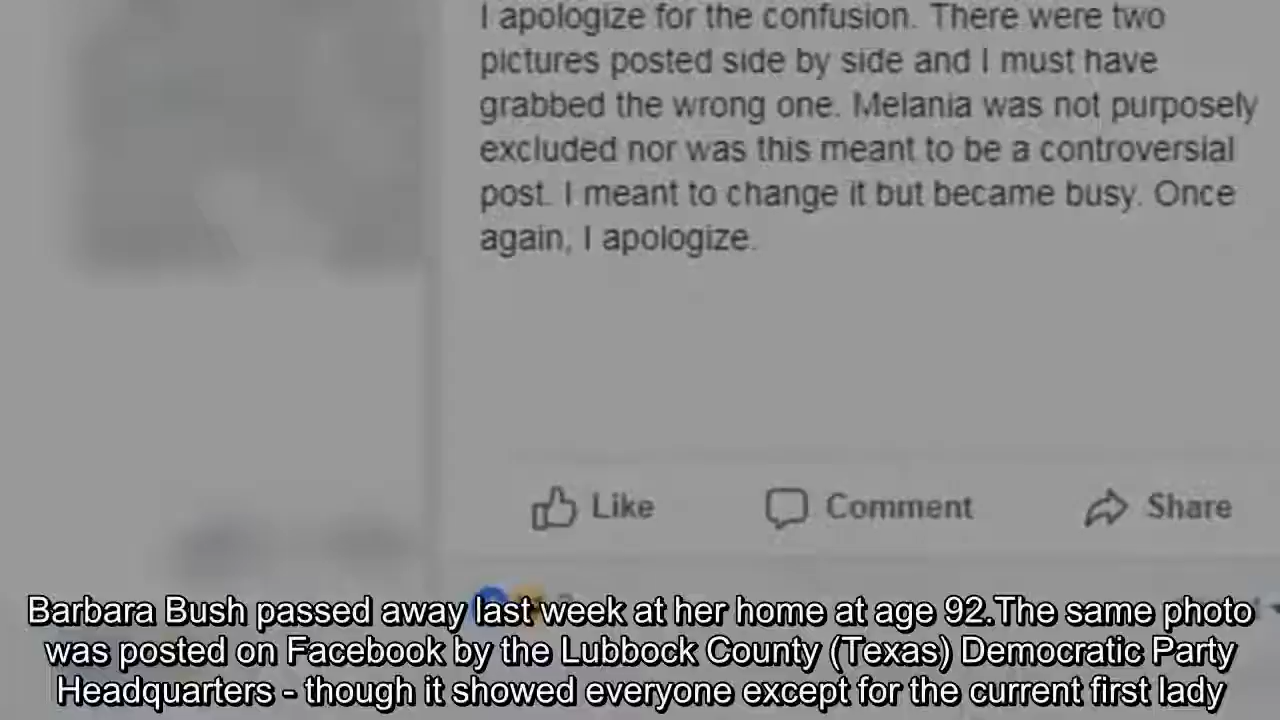 I apologize for the confusion. There were two
pictures posted side by side and I must have
grabbed the wrong one. Melania was not purposely
excluded nor was this meant to be a controversial
post. I meant to change it but became busy. Once
again, I apologize.
Like Comment Share
Barbara Bush passed away last week at her home at age 92.The same photo
was posted on Facebook by the Lubbock County (Texas) Democratic Party
Headquarters - though it showed everyone except for the current first lady